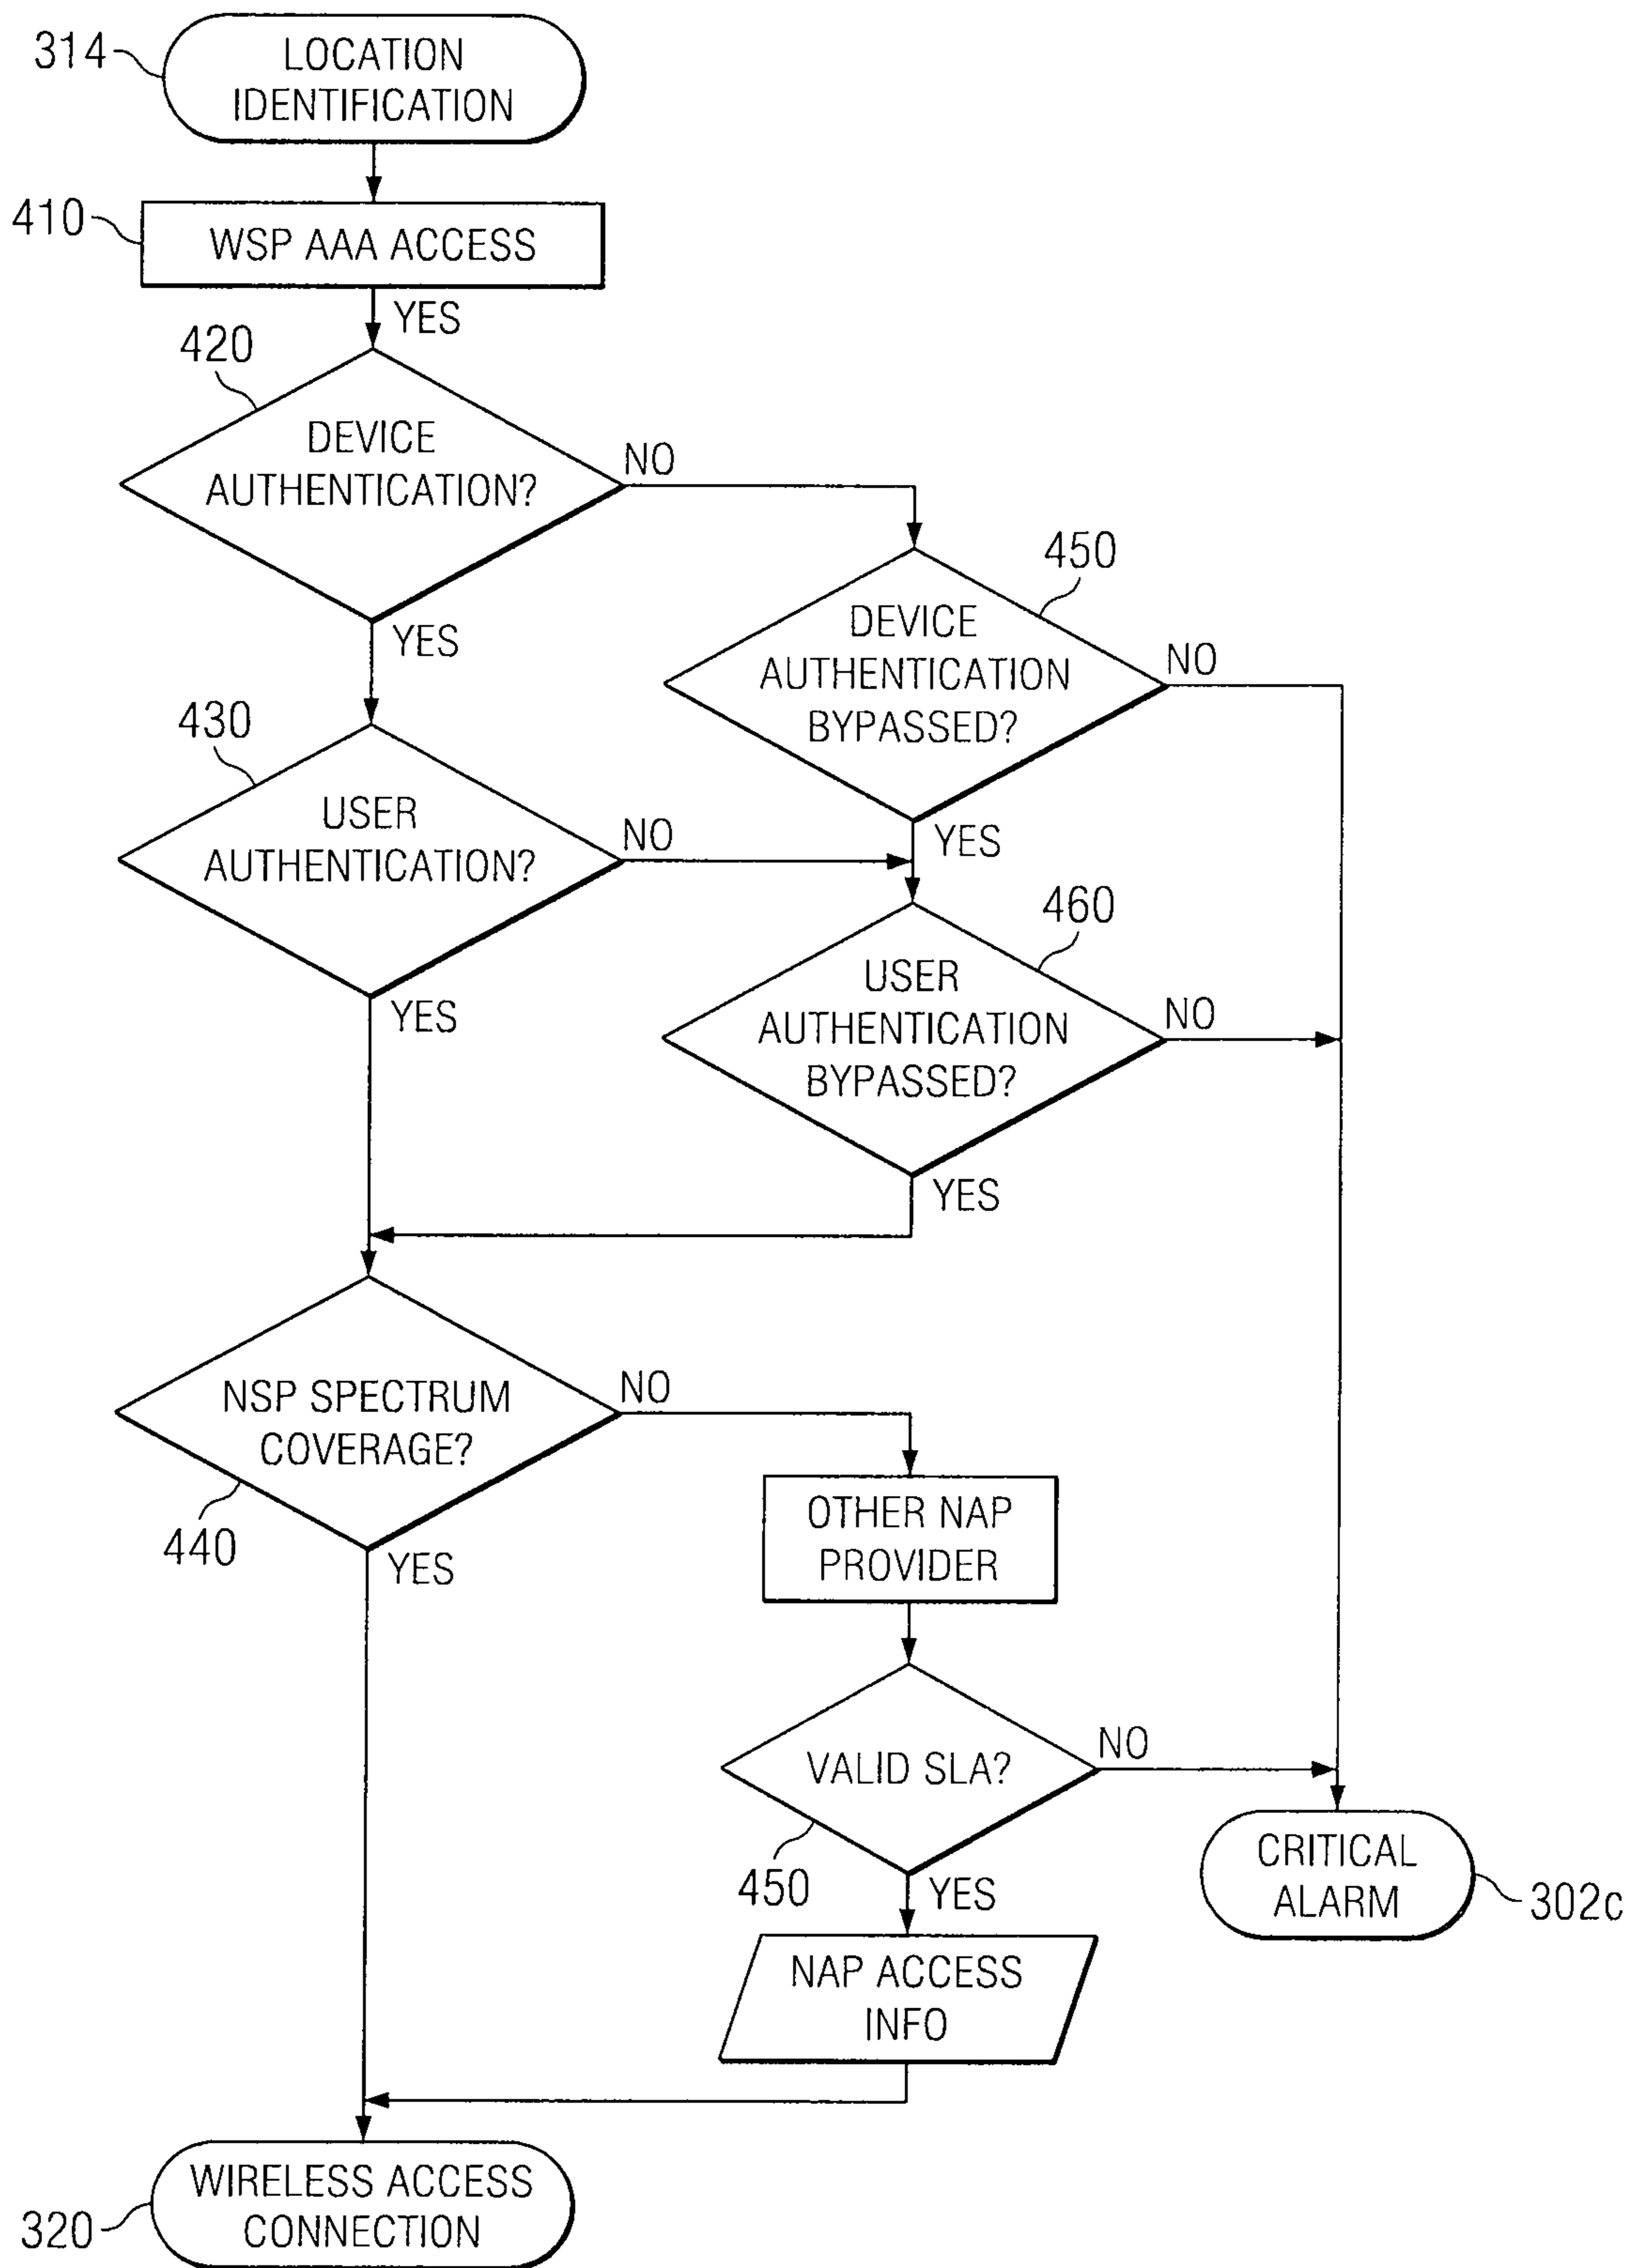 314
LOCATION
IDENTIFICATION
410
WSP AAA ACCESS
YES
420
DEVICE
AUTHENTICATION?
NO
YES
450
DEVICE
AUTHENTICATION
BYPASSED?
NO
YES
430
USER
AUTHENTICATION?
NO
YES
460
USER
AUTHENTICATION
BYPASSED?
NO
YES
NSP SPECTRUM
COVERAGE?
NO
440
YES
OTHER NAP
PROVIDER
VALID SLA?
NO
450
YES
CRITICAL
ALARM
302c
NAP ACCESS
INFO
WIRELESS ACCESS
CONNECTION
320